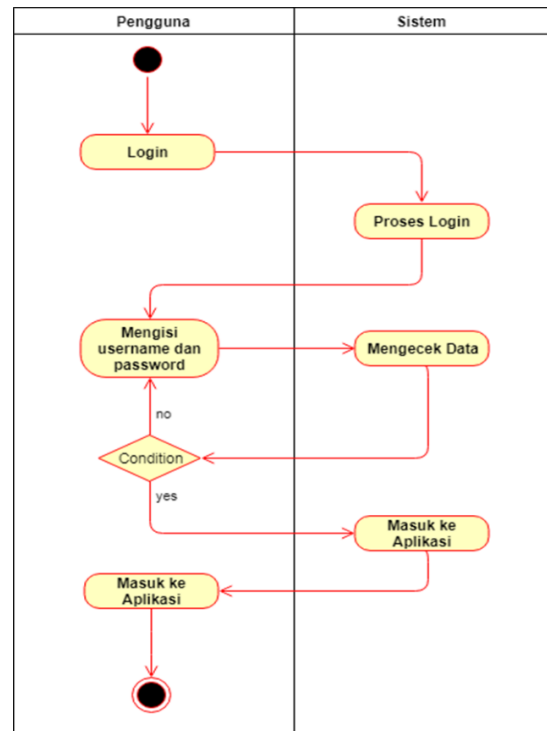 Pengguna
Sistem
Login
Proses Login
Mengisi
username dan
password
Mengecek Data
no
Condition
yes
Masuk ke
Aplikasi
Masuk ke
Aplikasi